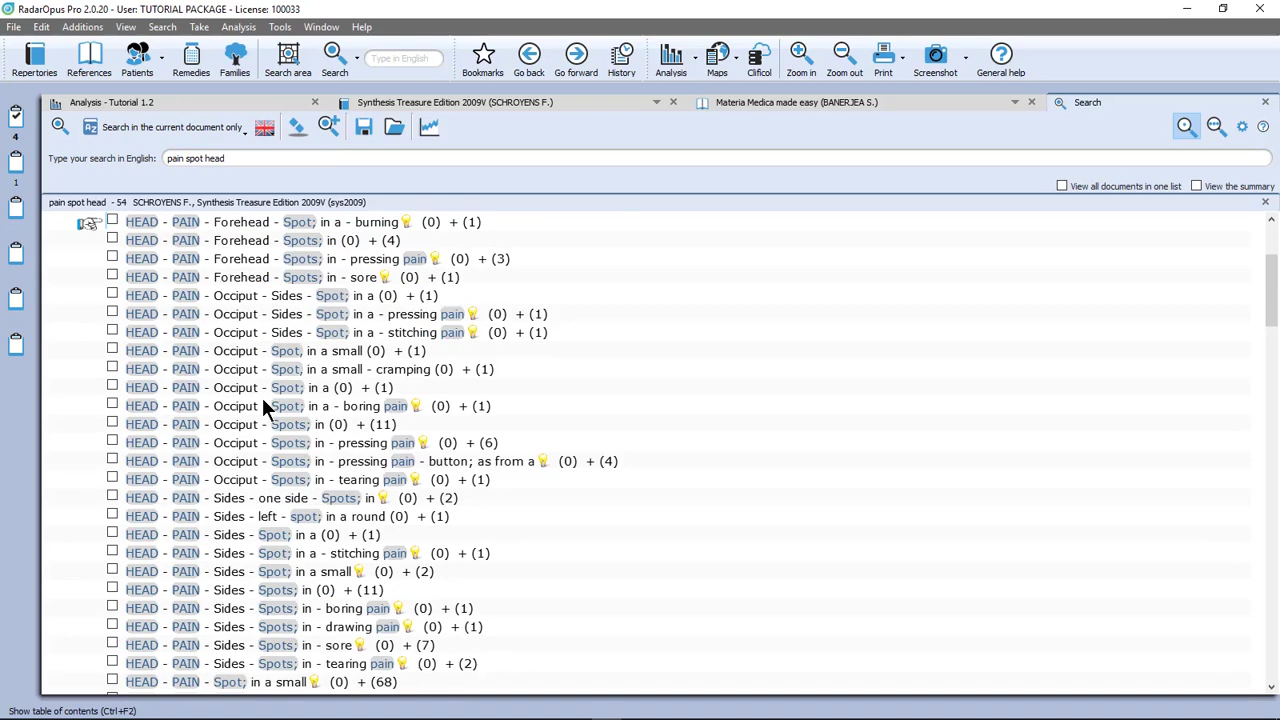 RadarOpus Pro 2.0.20 - User: TUTORIAL PACKAGE - License: 100033
File Edit Additions View Search Take Analysis Tools Window Help
Type in English
Repertories References Patients Remedies Families Search area Search Bookmarks Go back Go forward History Analysis Maps Clificol Zoom in Zoom out Print Screenshot General help
Analysis - Tutorial 1.2 Synthesis Treasure Edition 2009V (SCHROYENS F.) Materia Medica made easy (BANERJEA S.) Search
4 Search in the current document only
Type your search in English: pain spot head
1 View all documents in one list View the summary
pain spot head - 54 SCHROYENS F., Synthesis Treasure Edition 2009V (sys2009)
HEAD - PAIN - Forehead - Spot; in a - burning (0) + (1)
HEAD - PAIN - Forehead - Spots; in (0) + (4)
HEAD - PAIN - Forehead - Spots; in - pressing pain (0) + (3)
HEAD - PAIN - Forehead - Spots; in - sore (0) + (1)
HEAD - PAIN - Occiput - Sides - Spot; in a (0) + (1)
HEAD - PAIN - Occiput - Sides - Spot; in a - pressing pain (0) + (1)
HEAD - PAIN - Occiput - Sides - Spot; in a - stitching pain (0) + (1)
HEAD - PAIN - Occiput - Spot, in a small (0) + (1)
HEAD - PAIN - Occiput - Spot, in a small - cramping (0) + (1)
HEAD - PAIN - Occiput - Spot; in a (0) + (1)
HEAD - PAIN - Occiput - Spot; in a - boring pain (0) + (1)
HEAD - PAIN - Occiput - Spots; in (0) + (11)
HEAD - PAIN - Occiput - Spots; in - pressing pain (0) + (6)
HEAD - PAIN - Occiput - Spots; in - pressing pain - button; as from a (0) + (4)
HEAD - PAIN - Occiput - Spots; in - tearing pain (0) + (1)
HEAD - PAIN - Sides - one side - Spots; in (0) + (2)
HEAD - PAIN - Sides - left - spot; in a round (0) + (1)
HEAD - PAIN - Sides - Spot; in a (0) + (1)
HEAD - PAIN - Sides - Spot; in a - stitching pain (0) + (1)
HEAD - PAIN - Sides - Spot; in a small (0) + (2)
HEAD - PAIN - Sides - Spots; in (0) + (11)
HEAD - PAIN - Sides - Spots; in - boring pain (0) + (1)
HEAD - PAIN - Sides - Spots; in - drawing pain (0) + (1)
HEAD - PAIN - Sides - Spots; in - sore (0) + (7)
HEAD - PAIN - Sides - Spots; in - tearing pain (0) + (2)
HEAD - PAIN - Spot; in a small (0) + (68)
Show table of contents (Ctrl+F2)